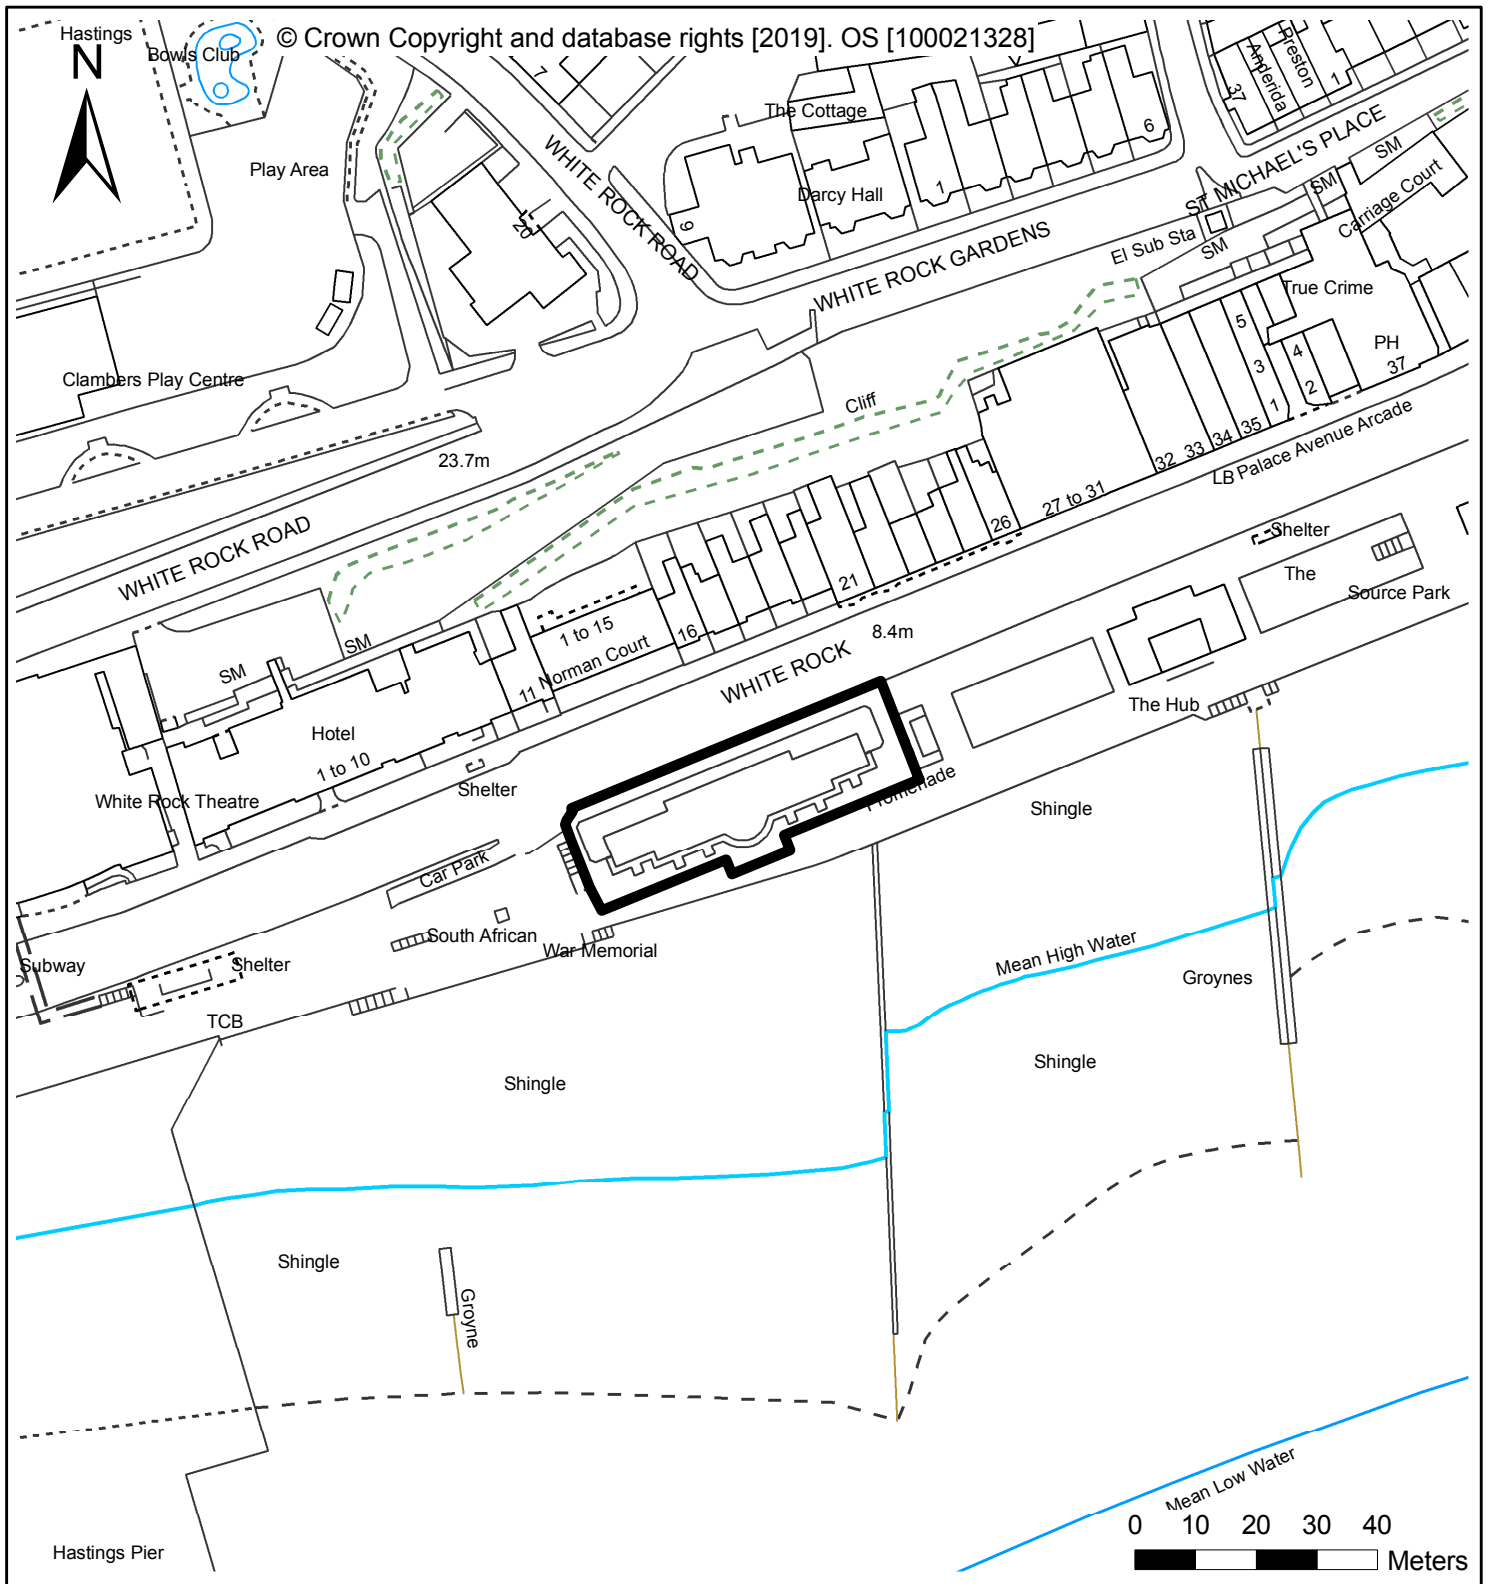 Hastings
© Crown Copyright and database rights [2019]. OS [100021328]
N
Bowls Club
7
Preston
Anderida
1
37
The Cottage
6
ST MICHAEL'S PLACE
Play Area
WHITE ROCK ROAD
SM
SM
Carriage Court
Darcy Hall
1
9
20
WHITE ROCK ROAD
WHITE ROCK GARDENS
El Sub Sta
SM
True Crime
5
3
1
4
2
PH
37
Clambers Play Centre
Cliff
Palace Avenue Arcade
LB
23.7m
32
33
34
35
27 to 31
26
21
Shelter
The
Source Park
WHITE ROCK ROAD
1 to 15
Norman Court
16
8.4m
SM
SM
11
WHITE ROCK
The Hub
Hotel
1 to 10
White Rock Theatre
Shelter
Promenade
Shingle
Car Park
South African
War Memorial
Mean High Water
Subway
Shelter
Groynes
TCB
Shingle
Shingle
Shingle
Groyne
Mean Low Water
Hastings Pier
0 10 20 30 40
Meters